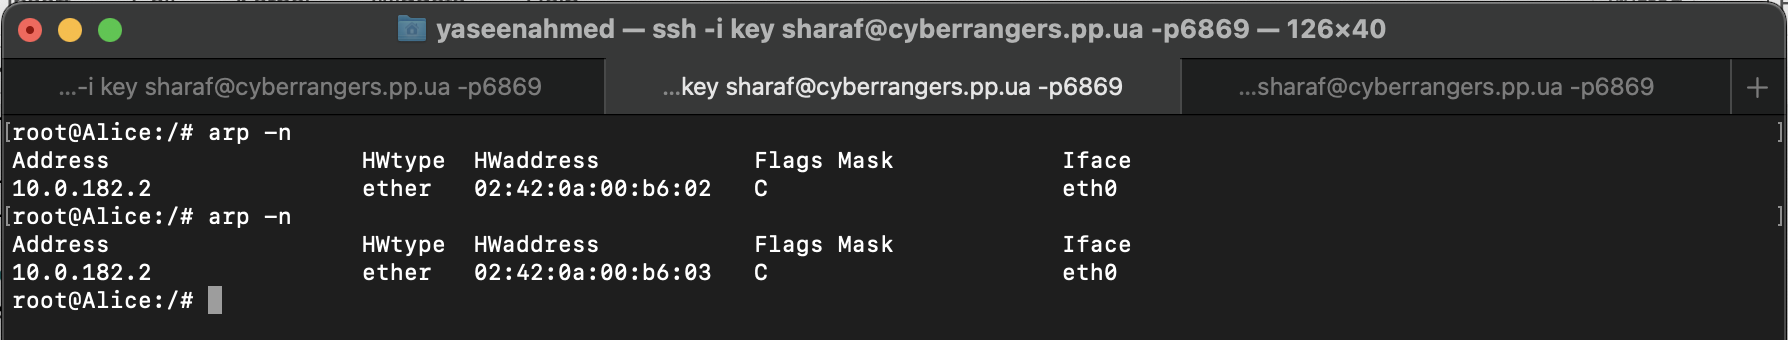 yaseenahmed — ssh -i key sharaf@cyberrangers.pp.ua -p6869 — 126×40
...-i key sharaf@cyberrangers.pp.ua -p6869 ...key sharaf@cyberrangers.pp.ua -p6869 ...sharaf@cyberrangers.pp.ua -p6869 +
[root@Alice:/# arp -n ]
Address HWtype HWaddress Flags Mask Iface
10.0.182.2 ether 02:42:0a:00:b6:02 C eth0
[root@Alice:/# arp -n ]
Address HWtype HWaddress Flags Mask Iface
10.0.182.2 ether 02:42:0a:00:b6:03 C eth0
root@Alice:/#